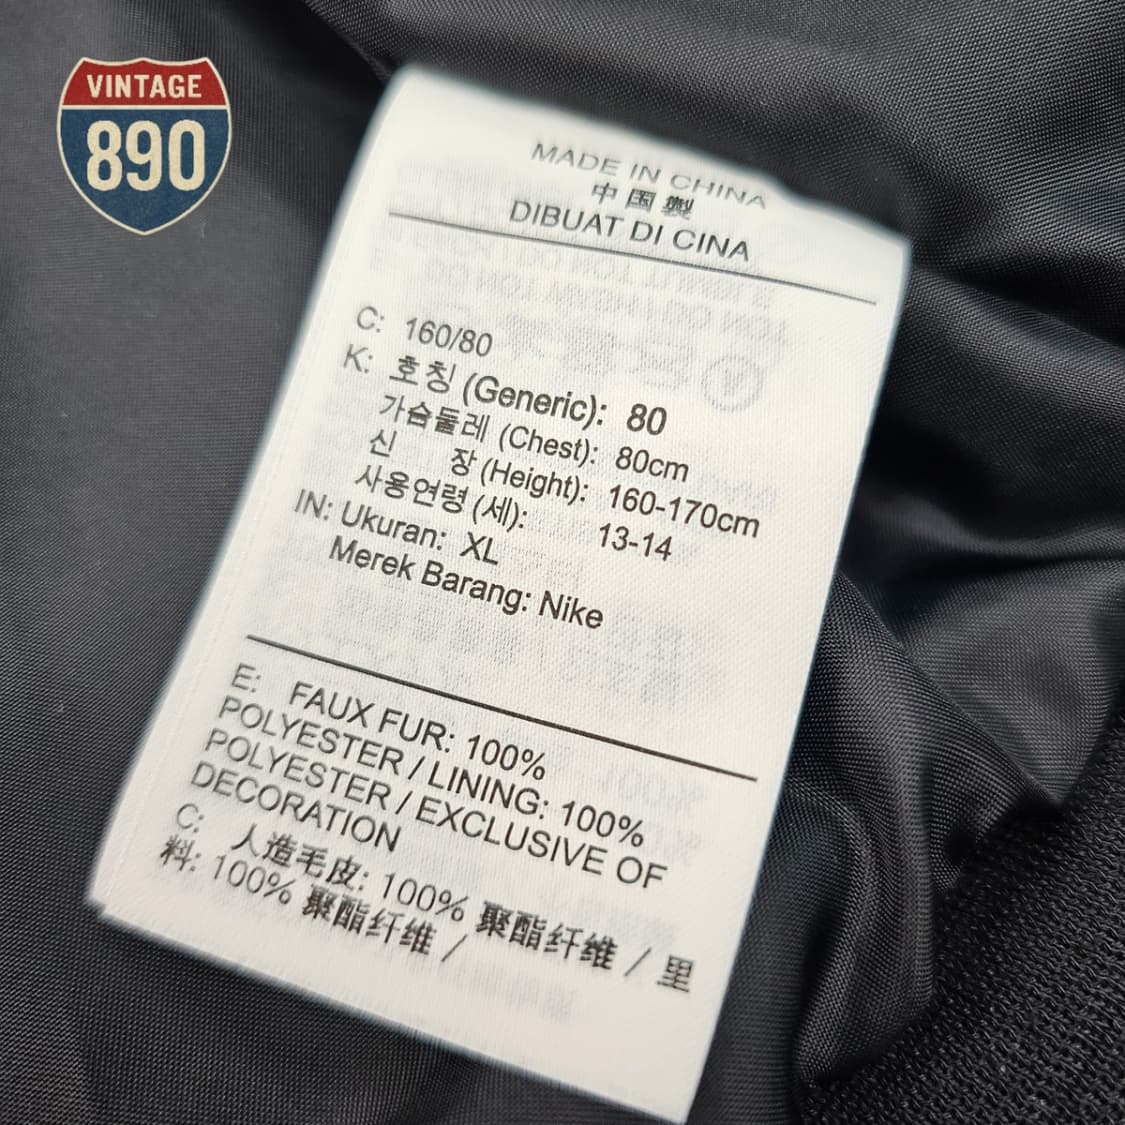 VINTAGE
890
MADE IN CHINA
中国製
DIBUAT DI CINA
C: 160/80
K: 호칭 (Generic): 80
가슴둘레 (Chest): 80cm
신 장 (Height): 160-170cm
사용연령 (세): 13-14
IN: Ukuran: XL
Merek Barang: Nike
E: FAUX FUR: 100%
POLYESTER / LINING: 100%
POLYESTER / EXCLUSIVE OF
DECORATION
C: 人造毛皮: 100% 聚酯纤维 / 里
料: 100% 聚酯纤维 /